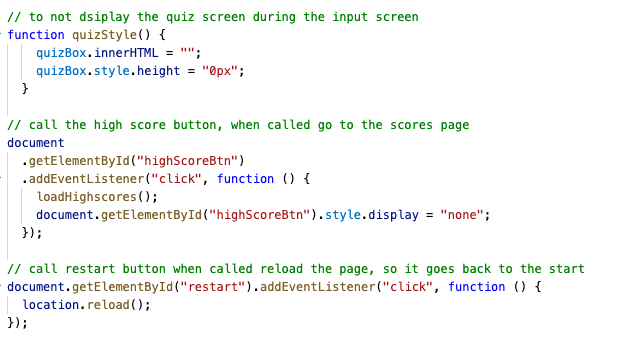 // to not dsiplay the quiz screen during the input screen
function quizStyle() {
    quizBox.innerHTML = "";
    quizBox.style.height = "0px";
  }

// call the high score button, when called go to the scores page
document
  .getElementById("highScoreBtn")
  .addEventListener("click", function () {
    loadHighscores();
    document.getElementById("highScoreBtn").style.display = "none";
  });

// call restart button when called reload the page, so it goes back to the start
document.getElementById("restart").addEventListener("click", function () {
  location.reload();
});